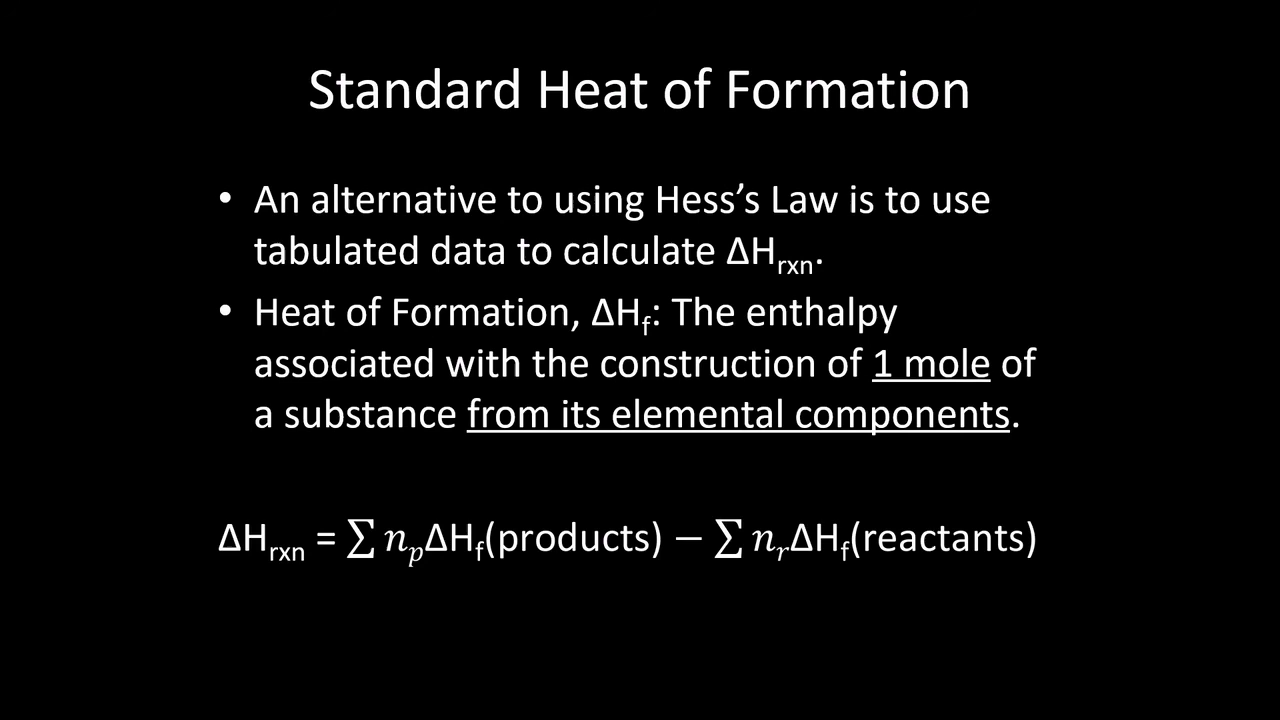 Standard Heat of Formation
• An alternative to using Hess’s Law is to use
tabulated data to calculate ΔHrxn.
• Heat of Formation, ΔHf: The enthalpy
associated with the construction of 1 mole of
a substance from its elemental components.
ΔHrxn = ∑ npΔHf(products) − ∑ nrΔHf(reactants)